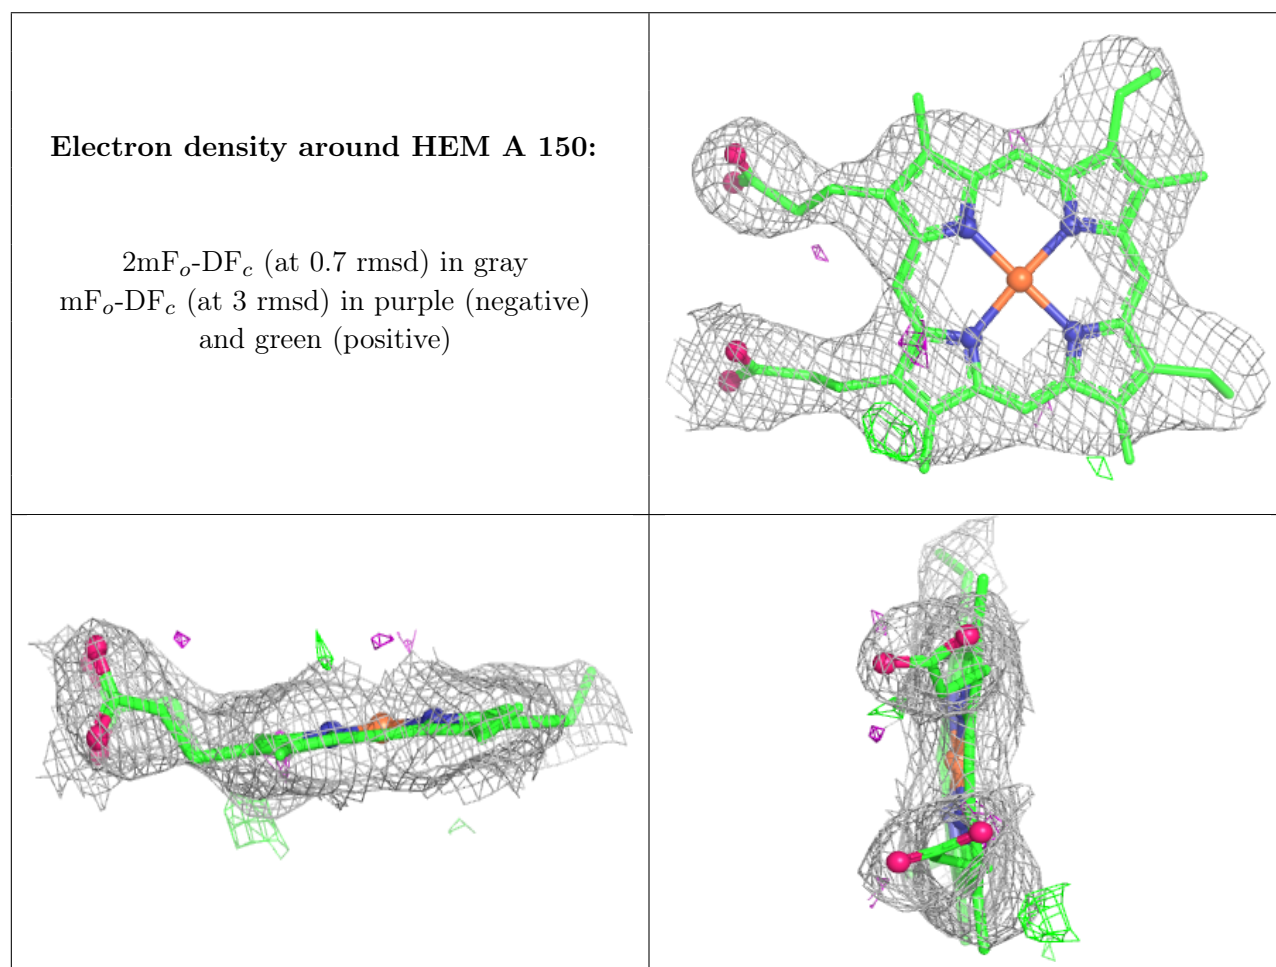 Electron density around HEM A 150:
2mFo-DFc (at 0.7 rmsd) in gray
mFo-DFc (at 3 rmsd) in purple (negative)
and green (positive)